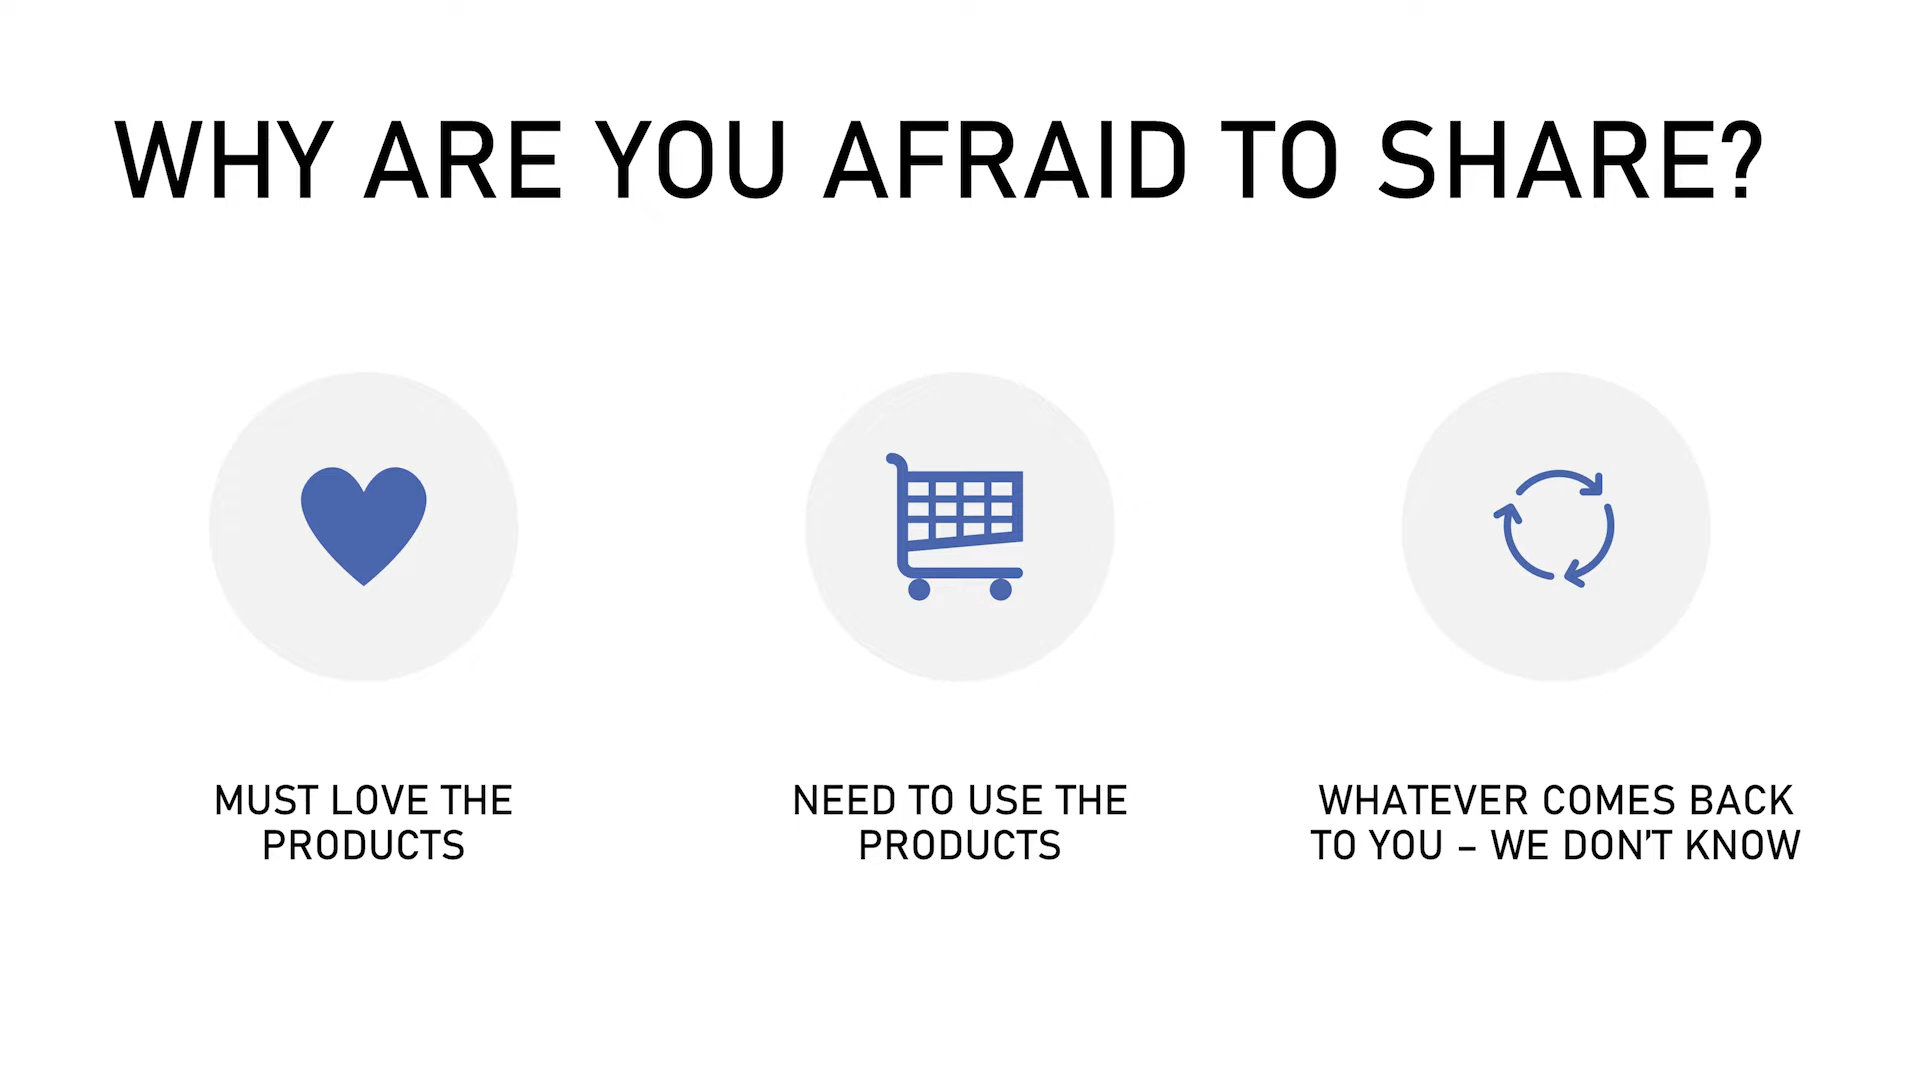 WHY ARE YOU AFRAID TO SHARE?
MUST LOVE THE
PRODUCTS
NEED TO USE THE
PRODUCTS
WHATEVER COMES BACK
TO YOU – WE DON'T KNOW